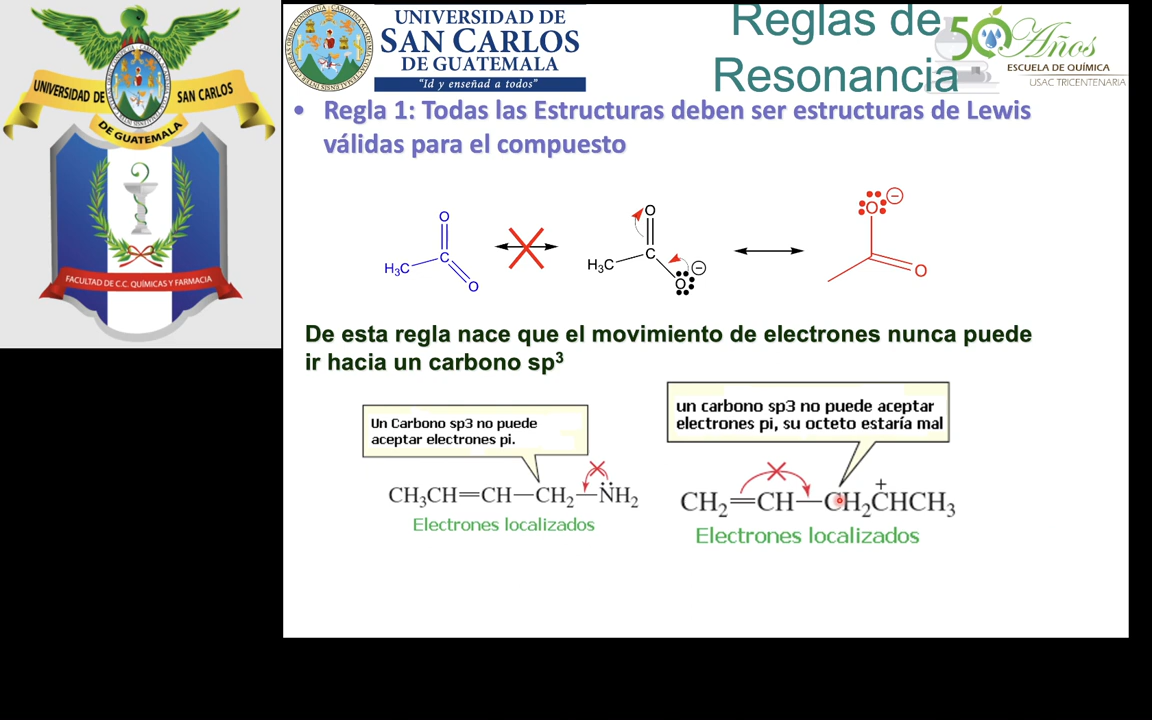 UNIVERSIDAD DE SAN CARLOS
DE GUATEMALA
FACULTAD DE C.C. QUÍMICAS Y FARMACIA
UNIVERSIDAD DE
SAN CARLOS
DE GUATEMALA
"Id y enseñad a todos"
Reglas de
Resonancia
50 Años
ESCUELA DE QUÍMICA
USAC TRICENTENARIA
• Regla 1: Todas las Estructuras deben ser estructuras de Lewis
válidas para el compuesto
O
H₃C C
O
O
H₃C C
O −
O −
O
De esta regla nace que el movimiento de electrones nunca puede
ir hacia un carbono sp³
Un Carbono sp3 no puede
aceptar electrones pi.
CH₃CH=CH—CH₂—N̈H₂
Electrones localizados
un carbono sp3 no puede aceptar
electrones pi, su octeto estaría mal
+
CH₂=CH—CH₂CHCH₃
Electrones localizados